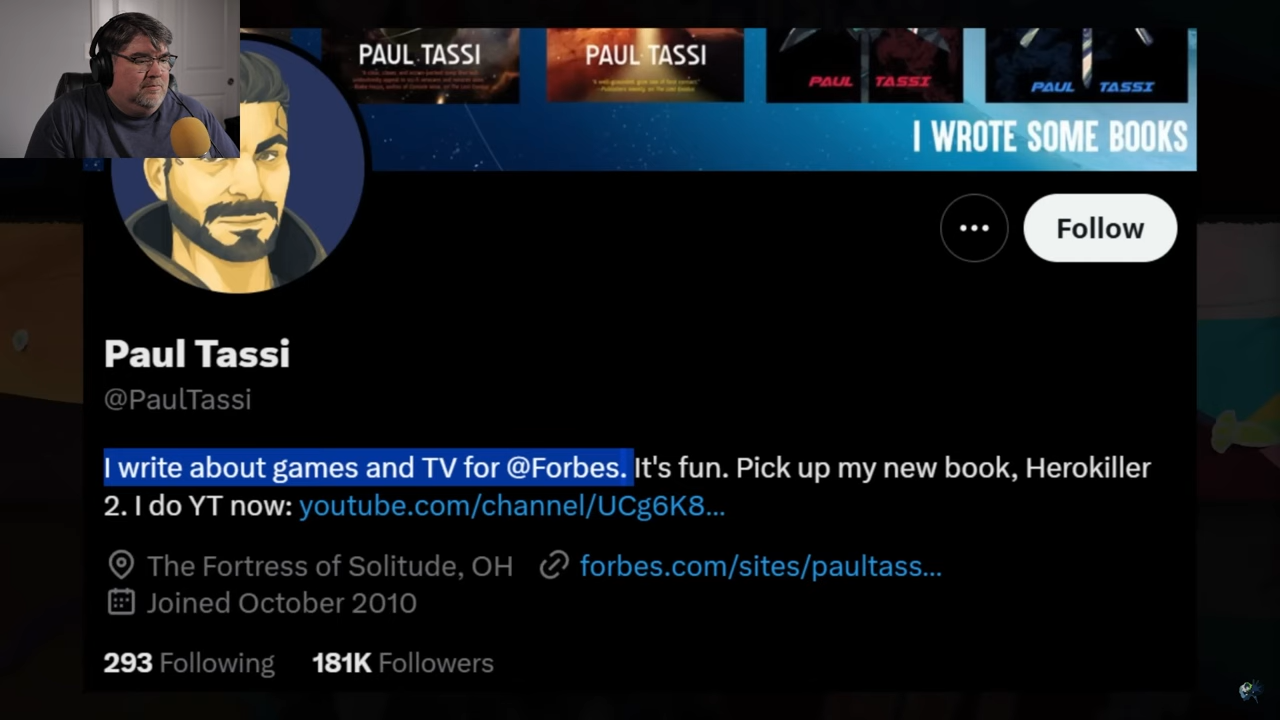 PAUL TASSI
PAUL TASSI
PAUL TASSI
PAUL TASSI
I WROTE SOME BOOKS
Follow
Paul Tassi
@PaulTassi
I write about games and TV for @Forbes. It's fun. Pick up my new book, Herokiller
2. I do YT now: youtube.com/channel/UCg6K8...
The Fortress of Solitude, OH forbes.com/sites/paultass...
Joined October 2010
293 Following 181K Followers